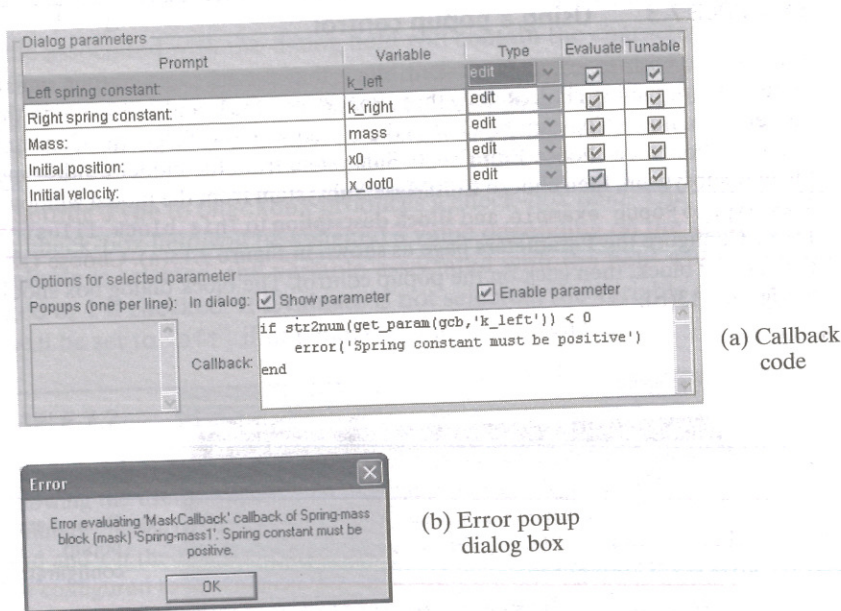 Dialog parameters
Prompt Variable Type Evaluate Tunable
Left spring constant: k_left edit
Right spring constant: k_right edit
Mass: mass edit
Initial position: x0 edit
Initial velocity: x_dot0 edit
Options for selected parameter
Popups (one per line): In dialog: Show parameter Enable parameter
Callback:
if str2num(get_param(gcb,'k_left')) < 0
error('Spring constant must be positive')
end
(a) Callback
code
Error
Error evaluating 'MaskCallback' callback of Spring-mass
block (mask) 'Spring-mass1'. Spring constant must be
positive.
OK
(b) Error popup
dialog box